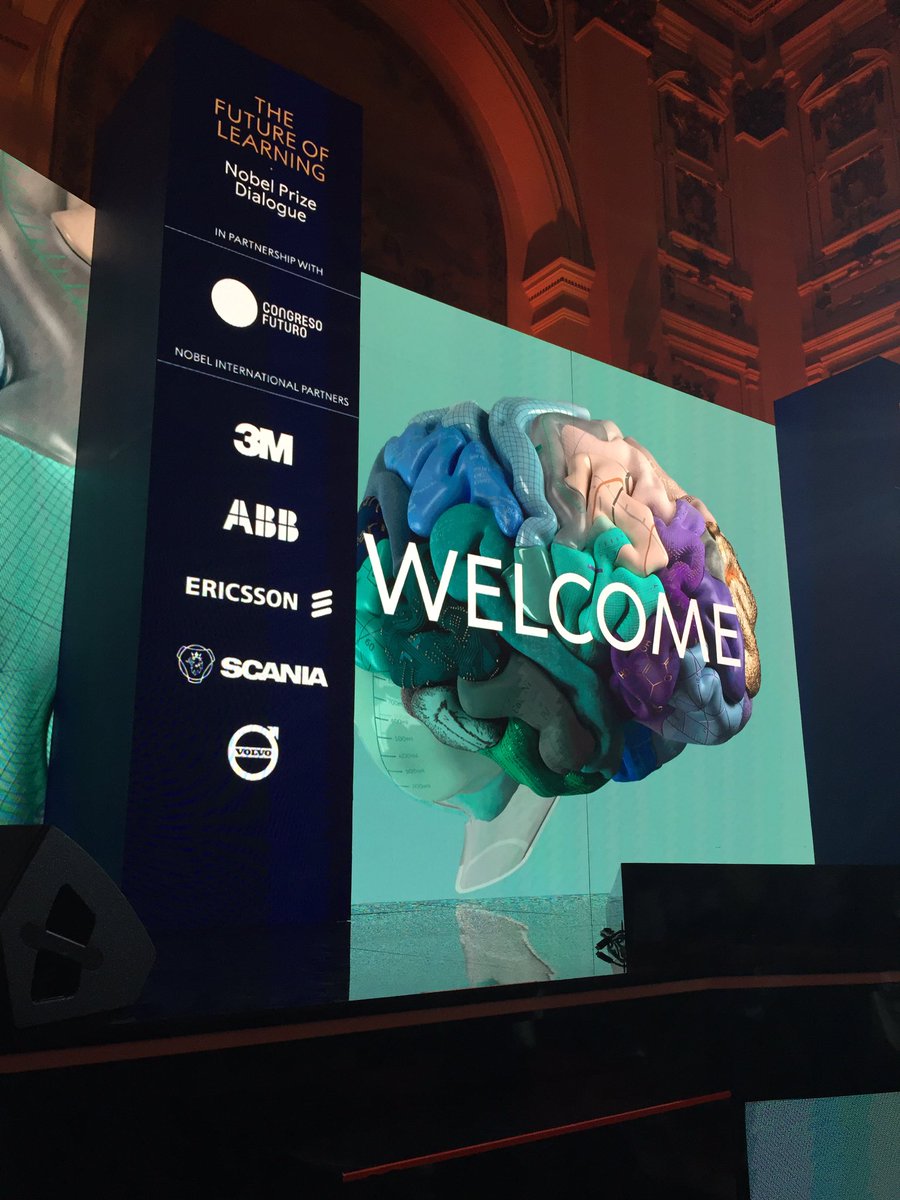 THE
FUTURE OF
LEARNING
Nobel Prize
Dialogue
IN PARTNERSHIP WITH
CONGRESO
FUTURO
NOBEL INTERNATIONAL PARTNERS
3M
ABB
ERICSSON
SCANIA
VOLVO
WELCOME